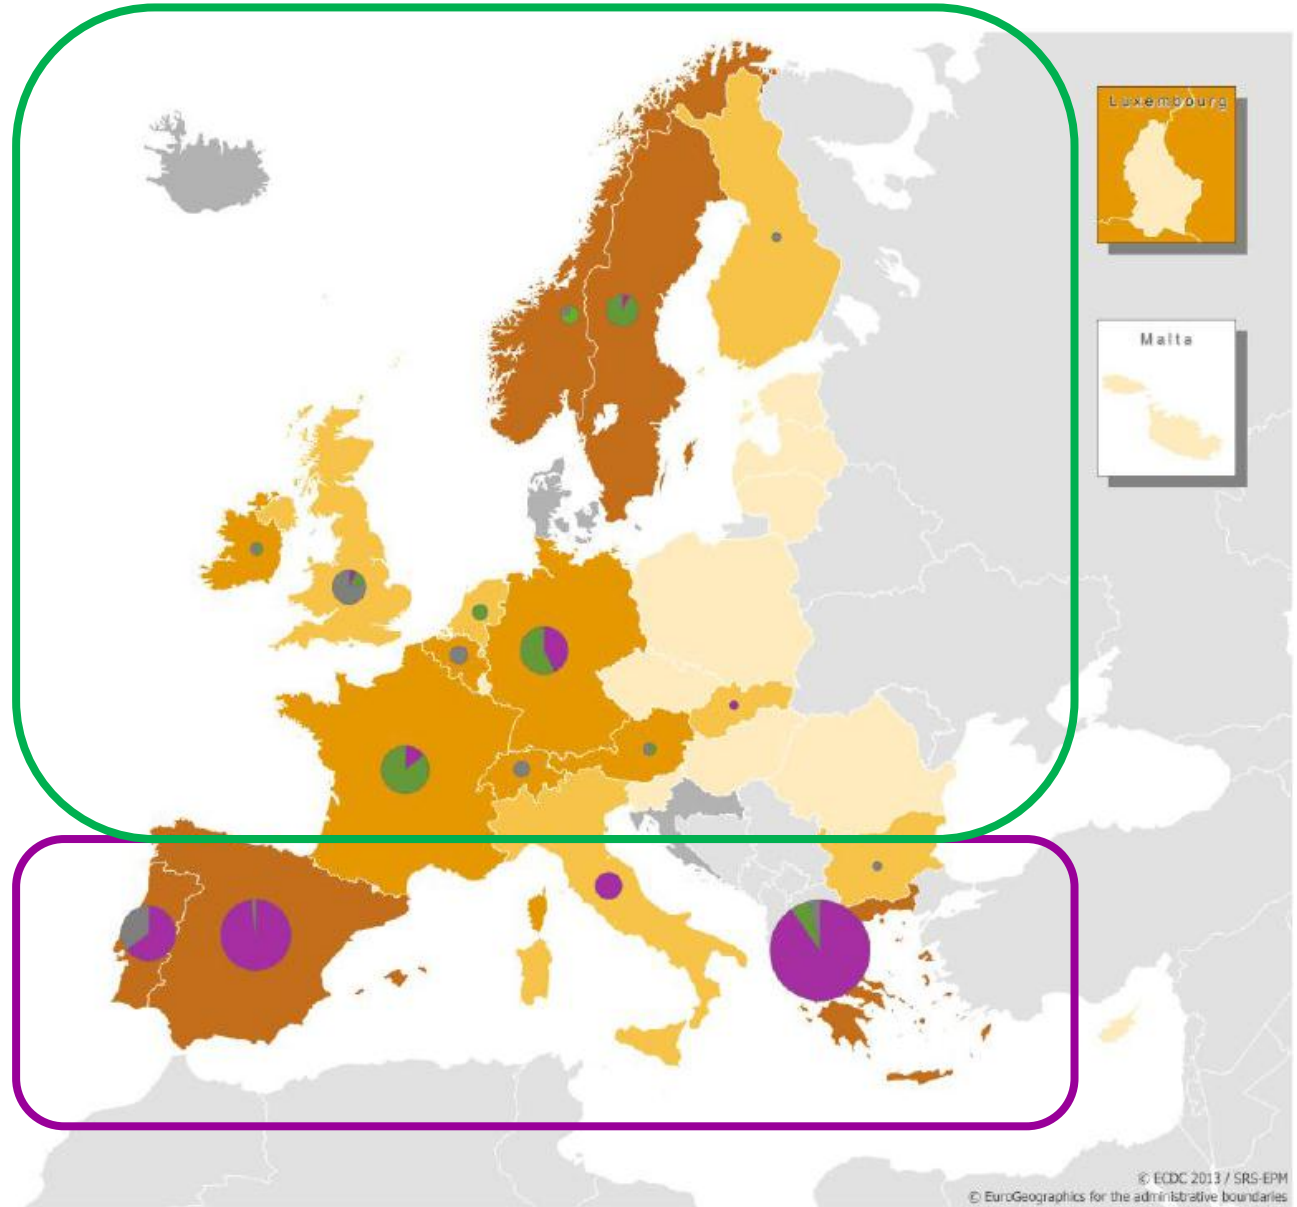 Luxembourg
Malta
© ECDC 2013 / SRS-EPM
© EuroGeographics for the administrative boundaries